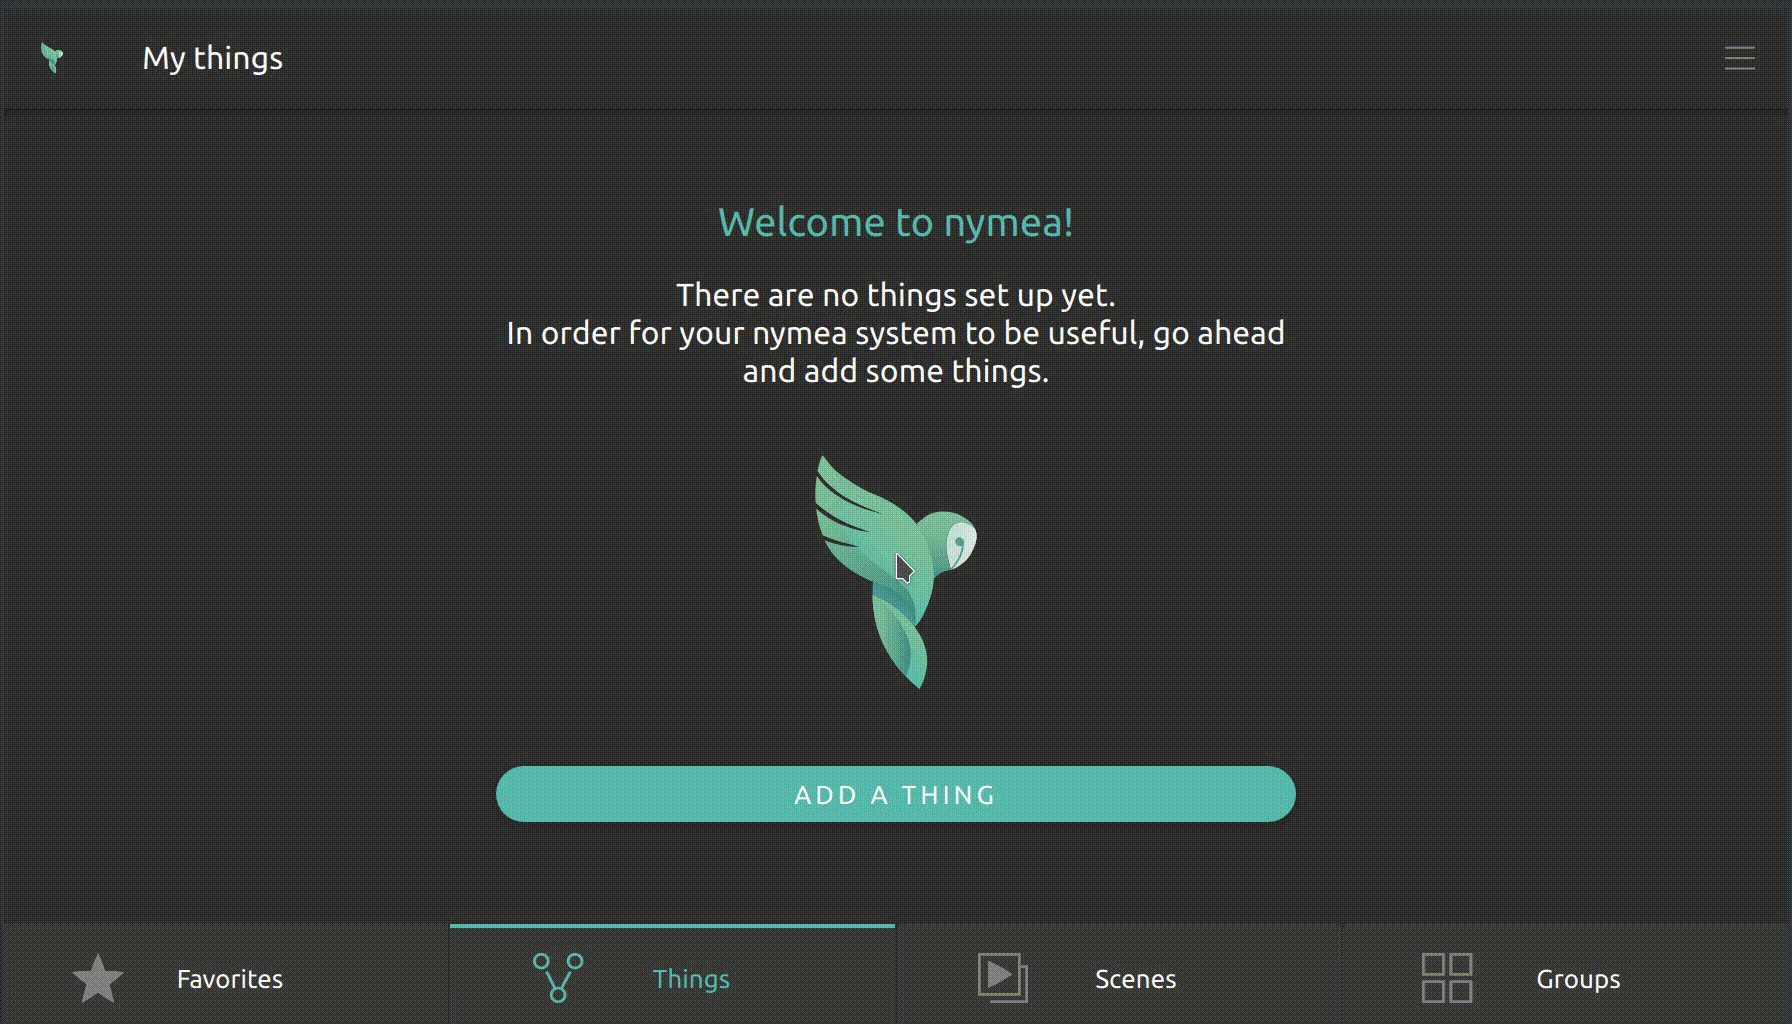 My things
Welcome to nymea!
There are no things set up yet.
In order for your nymea system to be useful, go ahead
and add some things.
ADD A THING
Favorites
Things
Scenes
Groups